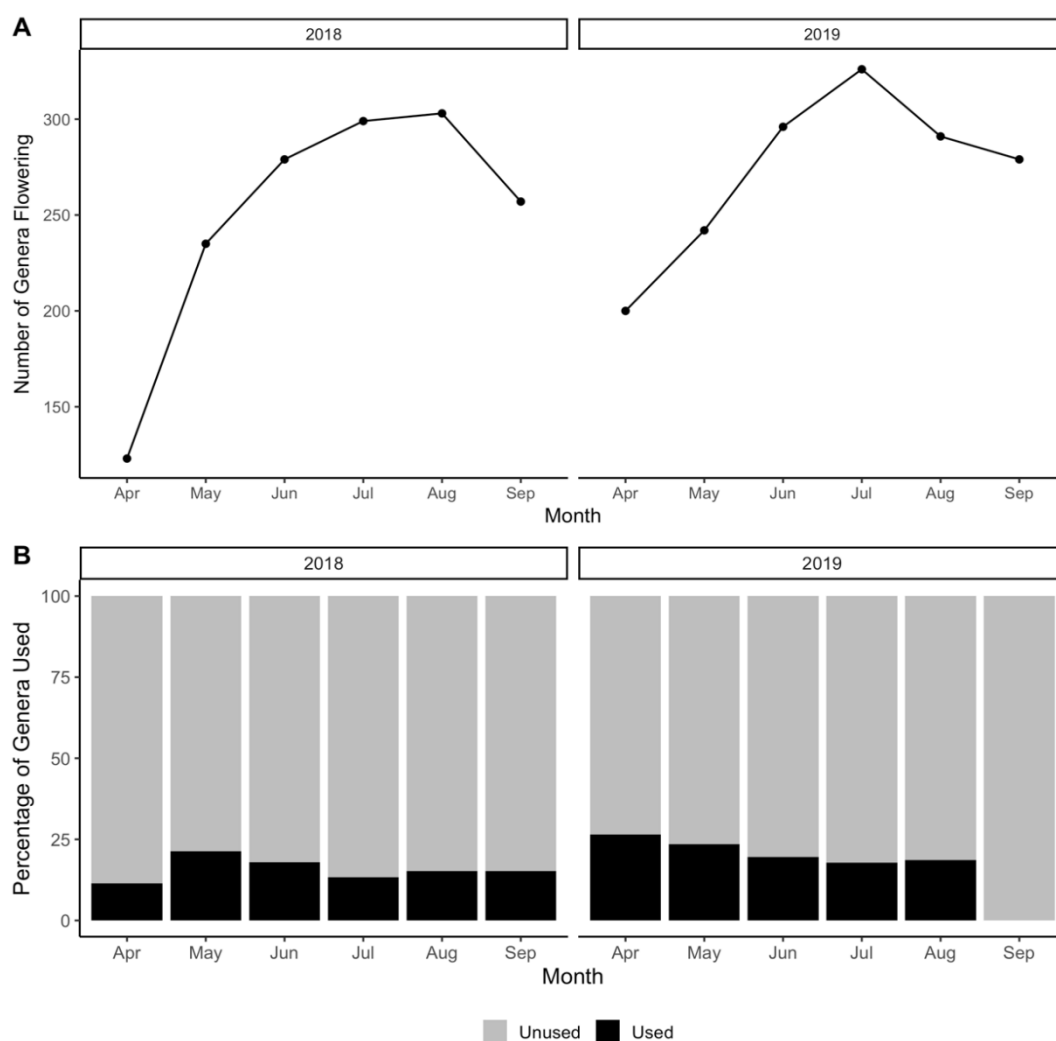 A
2018 2019
Number of Genera Flowering
300
250
200
150
Apr May Jun Jul Aug Sep Apr May Jun Jul Aug Sep
Month
B
2018 2019
Percentage of Genera Used
100
75
50
25
0
Apr May Jun Jul Aug Sep Apr May Jun Jul Aug Sep
Month
Unused Used